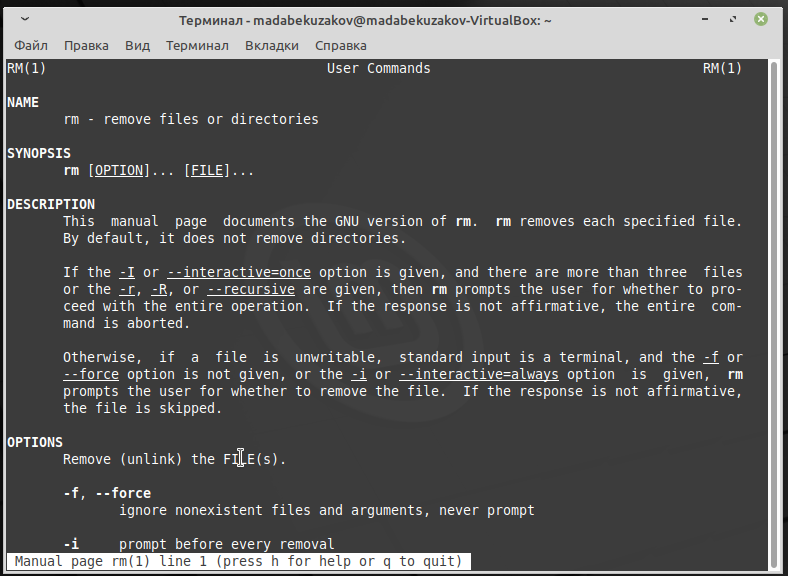 Терминал - madabekuzakov@madabekuzakov-VirtualBox: ~
Файл Правка Вид Терминал Вкладки Справка
RM(1) User Commands RM(1)
NAME
rm - remove files or directories
SYNOPSIS
rm [OPTION]... [FILE]...
DESCRIPTION
This manual page documents the GNU version of rm. rm removes each specified file.
By default, it does not remove directories.
If the -I or --interactive=once option is given, and there are more than three files
or the -r, -R, or --recursive are given, then rm prompts the user for whether to pro-
ceed with the entire operation. If the response is not affirmative, the entire com-
mand is aborted.
Otherwise, if a file is unwritable, standard input is a terminal, and the -f or
--force option is not given, or the -i or --interactive=always option is given, rm
prompts the user for whether to remove the file. If the response is not affirmative,
the file is skipped.
OPTIONS
Remove (unlink) the FILE(s).
-f, --force
ignore nonexistent files and arguments, never prompt
-i prompt before every removal
Manual page rm(1) line 1 (press h for help or q to quit)